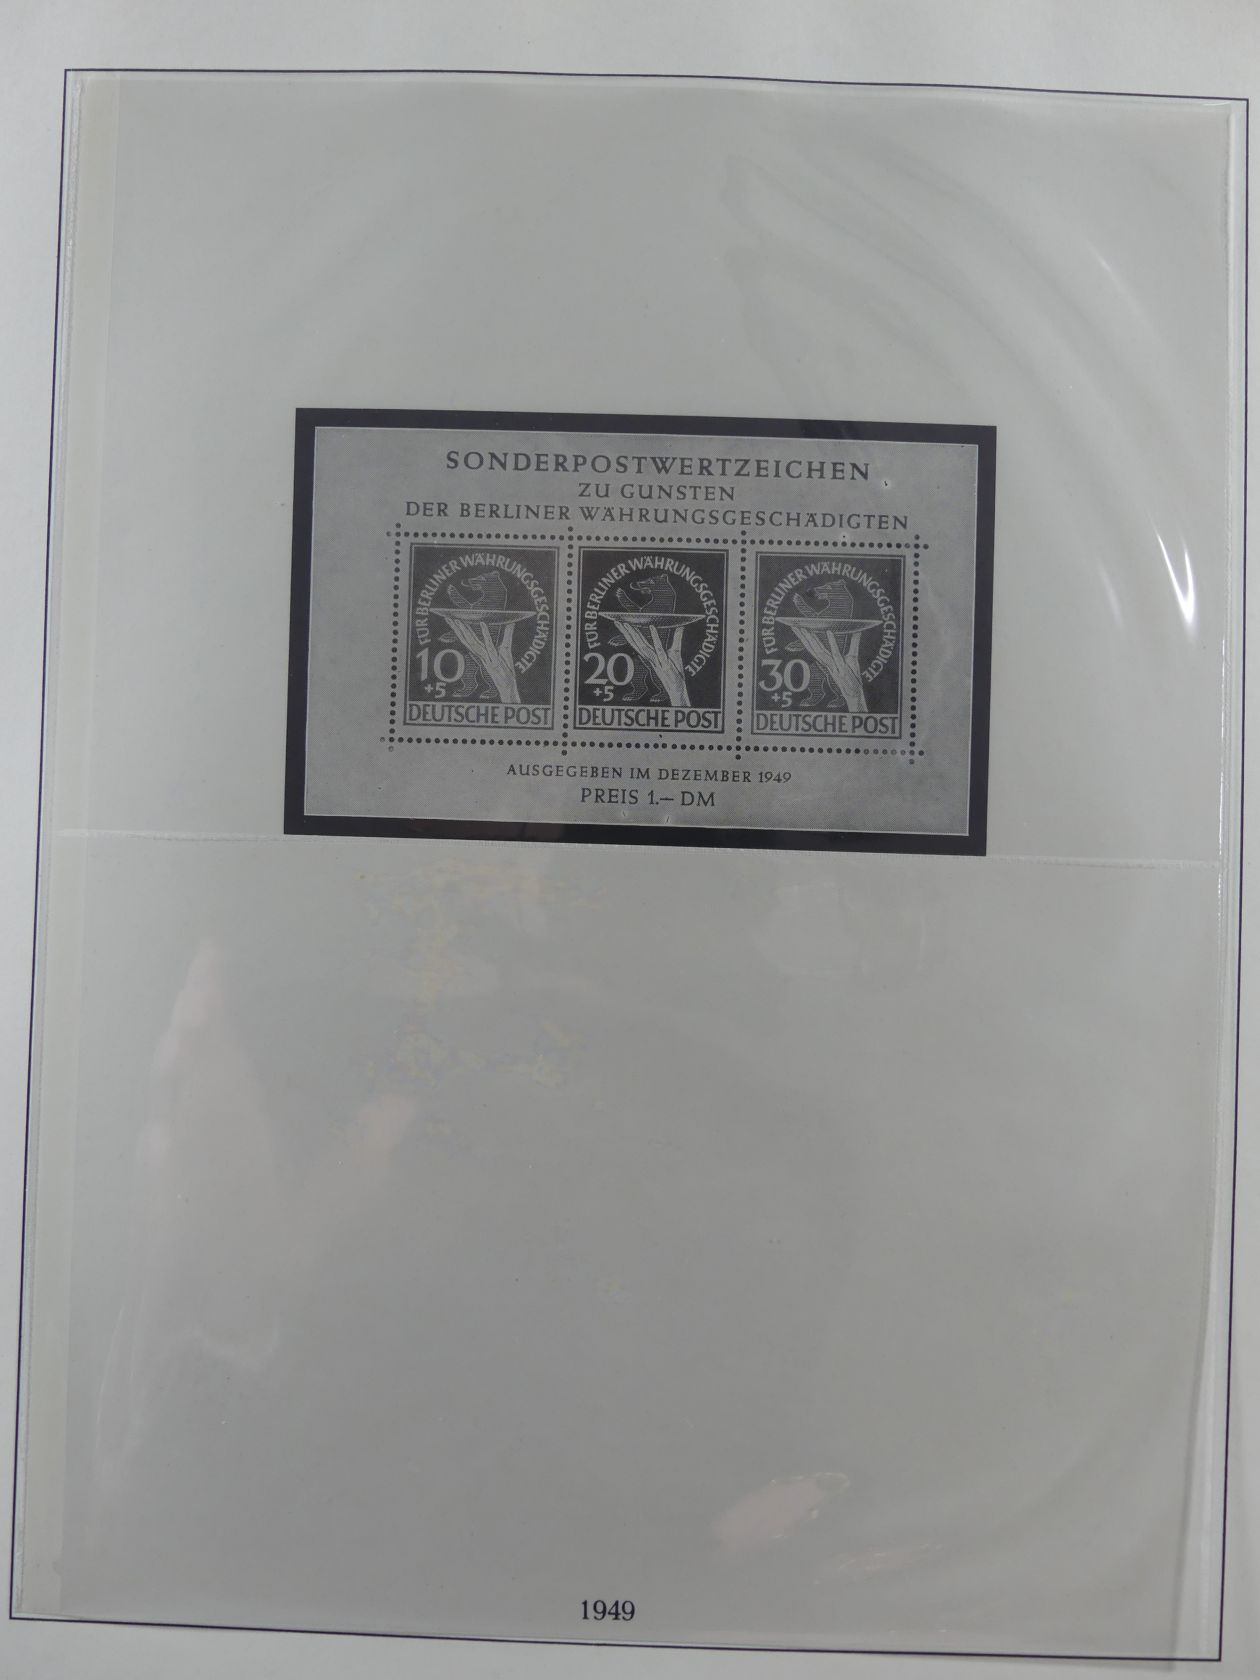 SONDERPOSTWERTZEICHEN
ZU GUNSTEN
DER BERLINER WÄHRUNGSGESCHÄDIGTEN
FÜR BERLINER WÄHRUNGSGESCHÄDIGTE
10
+5
DEUTSCHE POST
FÜR BERLINER WÄHRUNGSGESCHÄDIGTE
20
+5
DEUTSCHE POST
FÜR BERLINER WÄHRUNGSGESCHÄDIGTE
30
+5
DEUTSCHE POST
AUSGEGEBEN IM DEZEMBER 1949
PREIS 1.— DM
1949